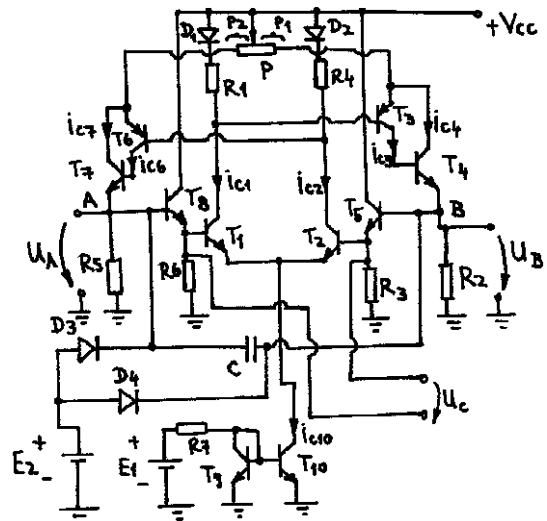 D1 P2 P1 D2 +Vcc
P
R1 R4
T3
ic7 T6 ic4
ic6 ic3
T7 T4
A T8 ic1 ic2 T5 B
T1 T2
UA R5 R6 R3 R2 UB
D3
C
D4 Uc
ic10
+ + R7
E2 E1
- - T9 T10